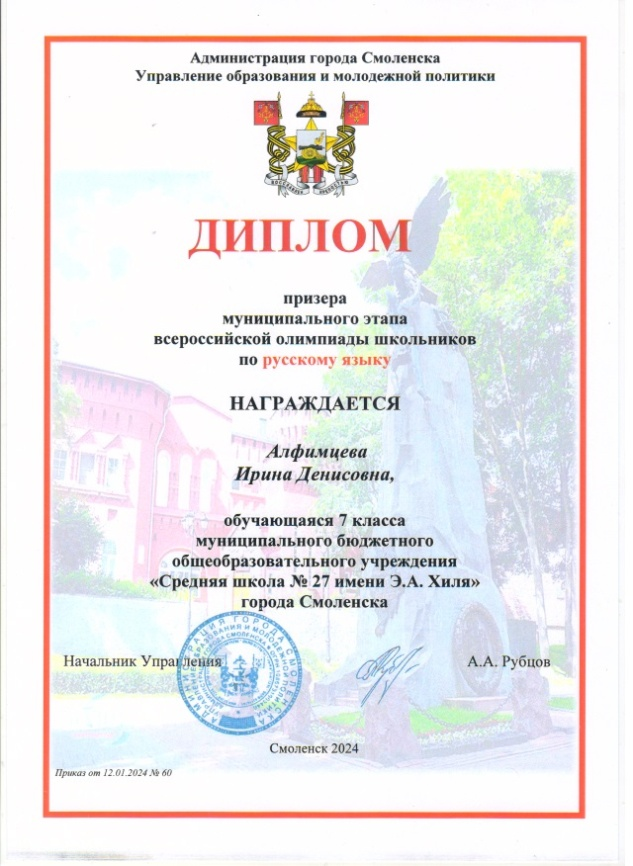 Администрация города Смоленска
Управление образования и молодежной политики
ДИПЛОМ
призера
муниципального этапа
всероссийской олимпиады школьников
по русскому языку
НАГРАЖДАЕТСЯ
Алфимцева
Ирина Денисовна,
обучающаяся 7 класса
муниципального бюджетного
общеобразовательного учреждения
«Средняя школа № 27 имени Э.А. Хиля»
города Смоленска
Начальник Управления
А.А. Рубцов
Смоленск 2024
Приказ от 12.01.2024 № 60